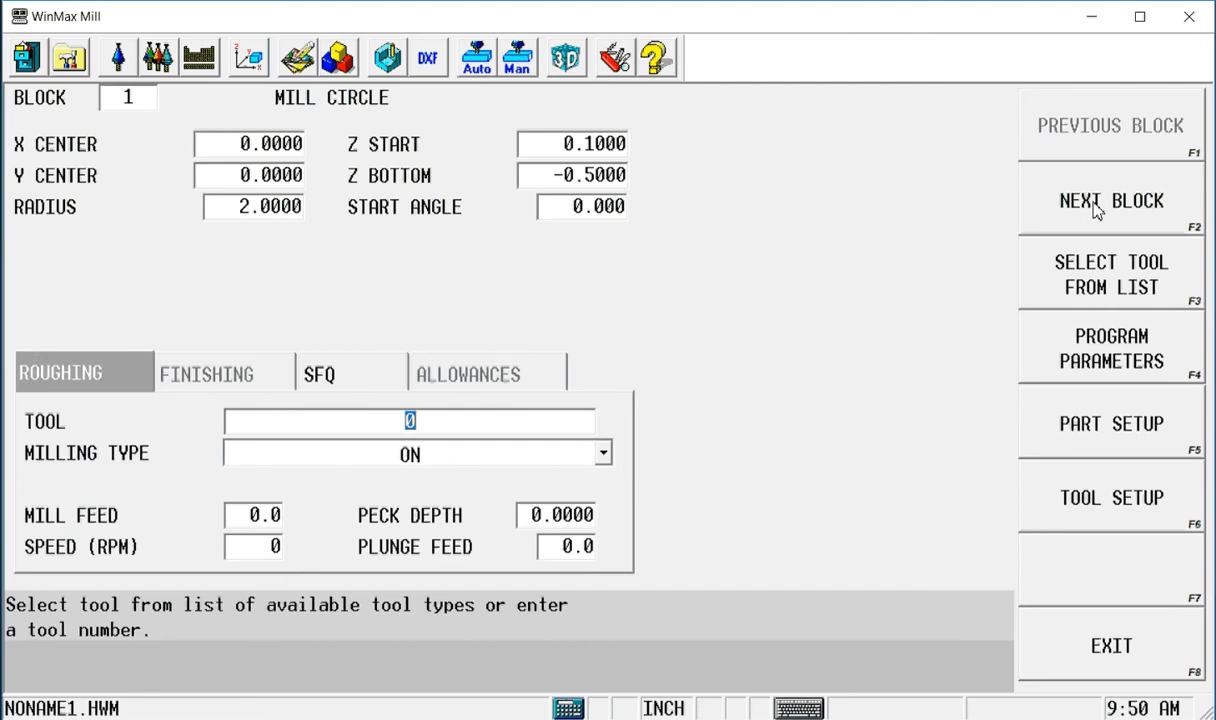 WinMax Mill
DXF Auto Man 3D ?
BLOCK 1 MILL CIRCLE
X CENTER 0.0000 Z START 0.1000
Y CENTER 0.0000 Z BOTTOM -0.5000
RADIUS 2.0000 START ANGLE 0.000
ROUGHING FINISHING SFQ ALLOWANCES
TOOL 0
MILLING TYPE ON
MILL FEED 0.0 PECK DEPTH 0.0000
SPEED (RPM) 0 PLUNGE FEED 0.0
Select tool from list of available tool types or enter
a tool number.
PREVIOUS BLOCK
F1
NEXT BLOCK
F2
SELECT TOOL
FROM LIST
F3
PROGRAM
PARAMETERS
F4
PART SETUP
F5
TOOL SETUP
F6
F7
EXIT
F8
NONAME1.HWM INCH 9:50 AM